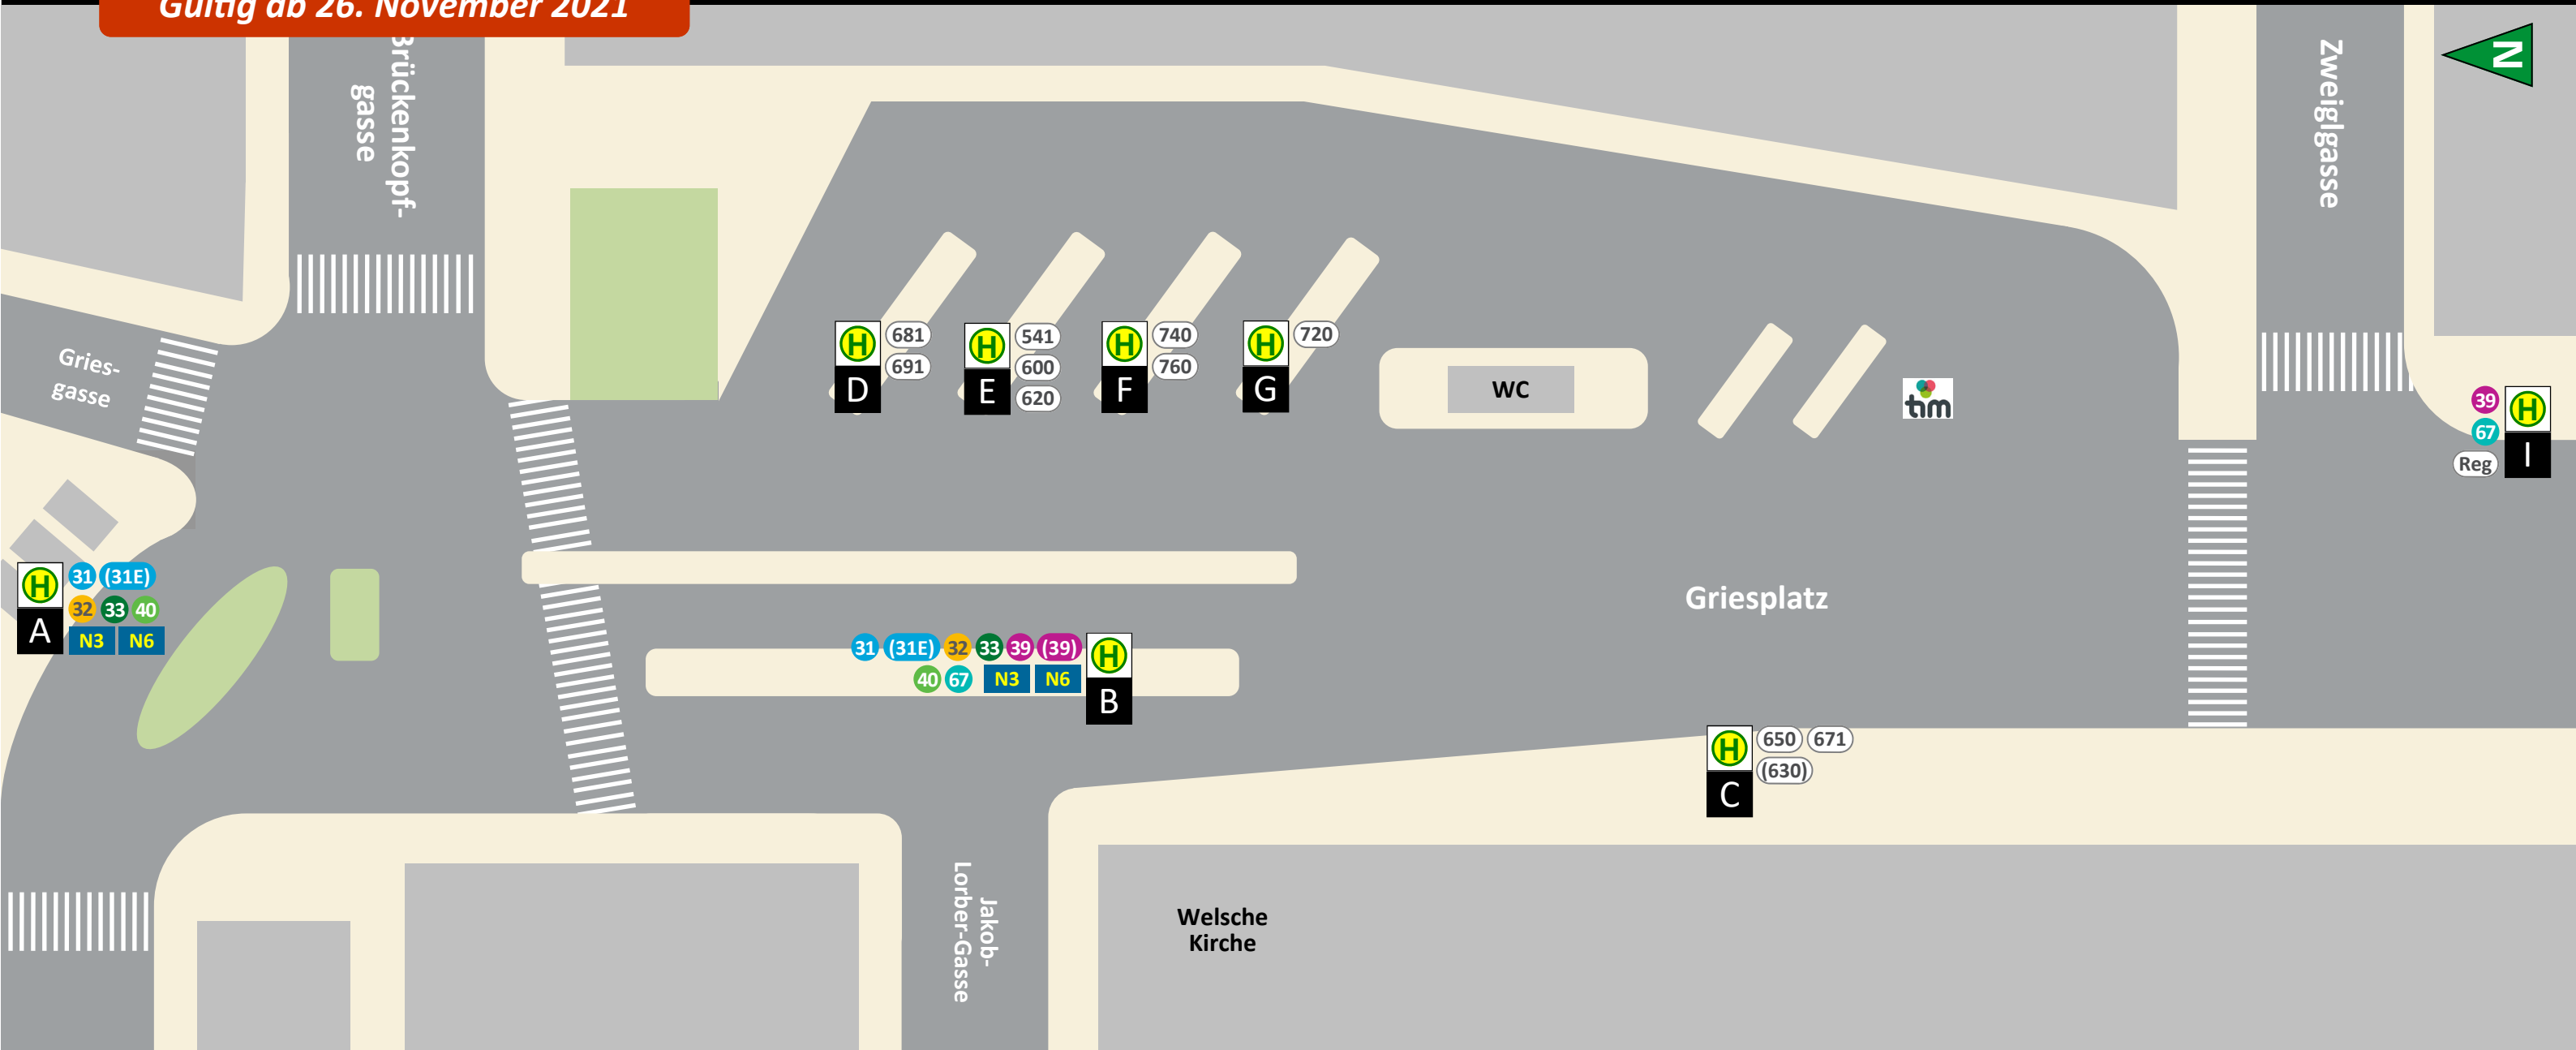 Gültig ab 26. November 2021
Brückenkopf-
gasse
Zweiglgasse
N
Gries-
gasse
H
D
681
691
H
E
541
600
620
H
F
740
760
H
G
720
WC
tim
39
67
Reg
H
I
H
A
31 (31E)
32 33 40
N3 N6
Griesplatz
31 (31E) 32 33 39 (39)
40 67 N3 N6
H
B
H
C
650 671
(630)
Jakob-
Lorber-Gasse
Welsche
Kirche